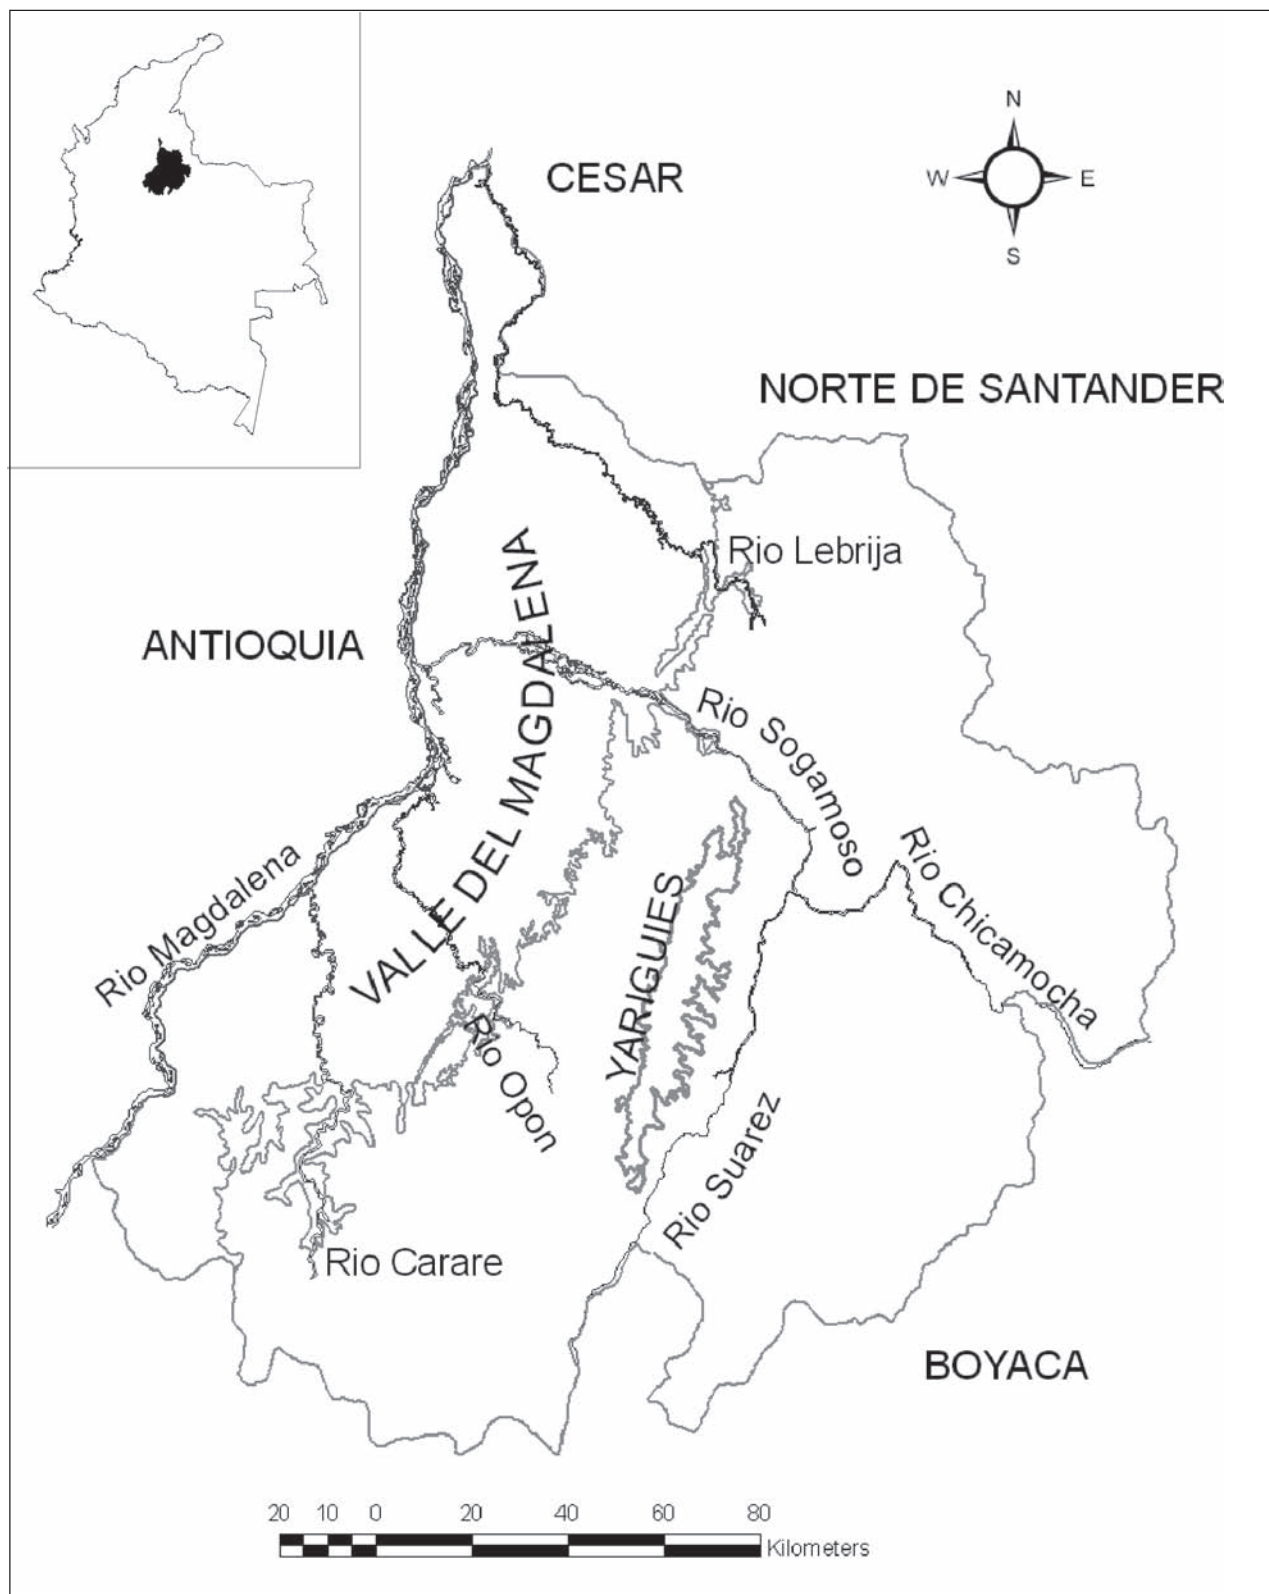 N
CESAR
W E
S
NORTE DE SANTANDER
Rio Lebrija
ANTIOQUIA
VALLE DEL MAGDALENA
Rio Sogamoso
Rio Magdalena
Rio Chicamocha
YARIGUIES
Rio Opon
Rio Suarez
Rio Carare
BOYACA
20 10 0 20 40 60 80
Kilometers